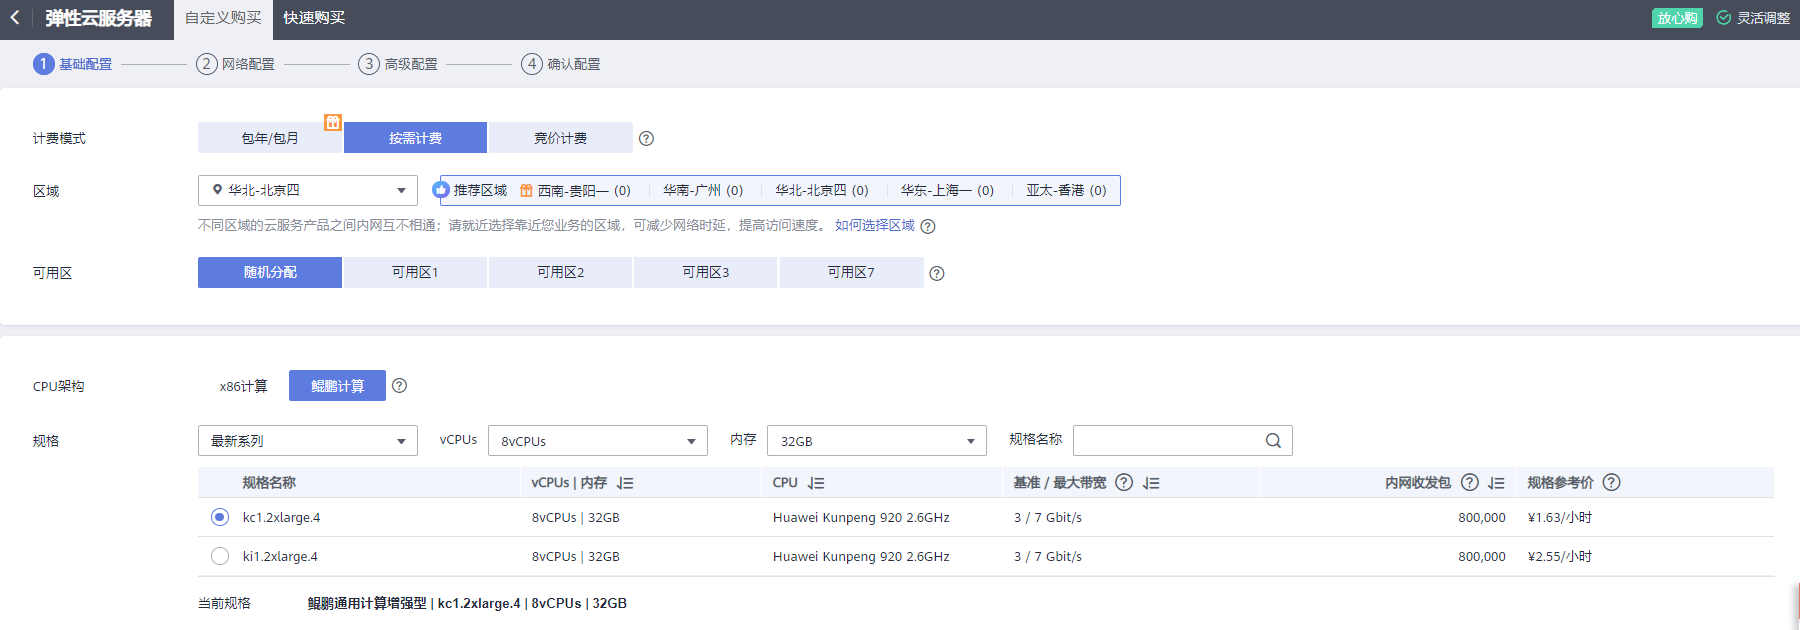 弹性云服务器 自定义购买 快速购买 放心购 灵活调整
1 基础配置 2 网络配置 3 高级配置 4 确认配置
计费模式 包年/包月 按需计费 竞价计费 ?
区域 华北-北京四 推荐区域 西南-贵阳一 (0) 华南-广州 (0) 华北-北京四 (0) 华东-上海一 (0) 亚太-香港 (0)
不同区域的云服务产品之间内网互不相通；请就近选择靠近您业务的区域，可减少网络时延，提高访问速度。 如何选择区域 ?
可用区 随机分配 可用区1 可用区2 可用区3 可用区7 ?
CPU架构 x86计算 鲲鹏计算 ?
规格 最新系列 vCPUs 8vCPUs 内存 32GB 规格名称
规格名称 vCPUs | 内存 CPU 基准 / 最大带宽 ? 内网收发包 ? 规格参考价 ?
kc1.2xlarge.4 8vCPUs | 32GB Huawei Kunpeng 920 2.6GHz 3 / 7 Gbit/s 800,000 ¥1.63/小时
ki1.2xlarge.4 8vCPUs | 32GB Huawei Kunpeng 920 2.6GHz 3 / 7 Gbit/s 800,000 ¥2.55/小时
当前规格 鲲鹏通用计算增强型 | kc1.2xlarge.4 | 8vCPUs | 32GB